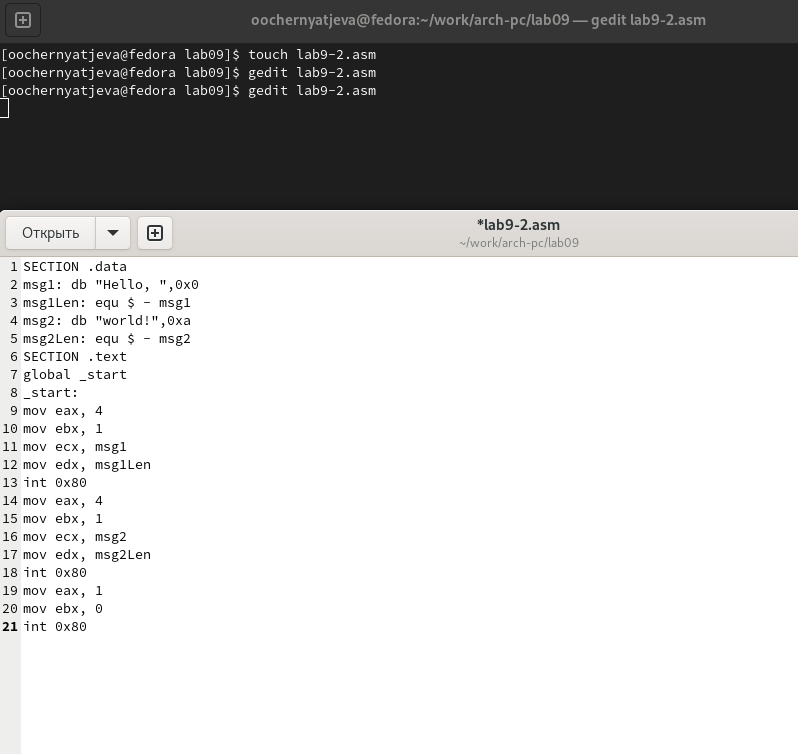 oochernyatjeva@fedora:~/work/arch-pc/lab09 — gedit lab9-2.asm
[oochernyatjeva@fedora lab09]$ touch lab9-2.asm
[oochernyatjeva@fedora lab09]$ gedit lab9-2.asm
[oochernyatjeva@fedora lab09]$ gedit lab9-2.asm
Открыть
*lab9-2.asm
~/work/arch-pc/lab09
1 SECTION .data
2 msg1: db "Hello, ",0x0
3 msg1Len: equ $ - msg1
4 msg2: db "world!",0xa
5 msg2Len: equ $ - msg2
6 SECTION .text
7 global _start
8 _start:
9 mov eax, 4
10 mov ebx, 1
11 mov ecx, msg1
12 mov edx, msg1Len
13 int 0x80
14 mov eax, 4
15 mov ebx, 1
16 mov ecx, msg2
17 mov edx, msg2Len
18 int 0x80
19 mov eax, 1
20 mov ebx, 0
21 int 0x80